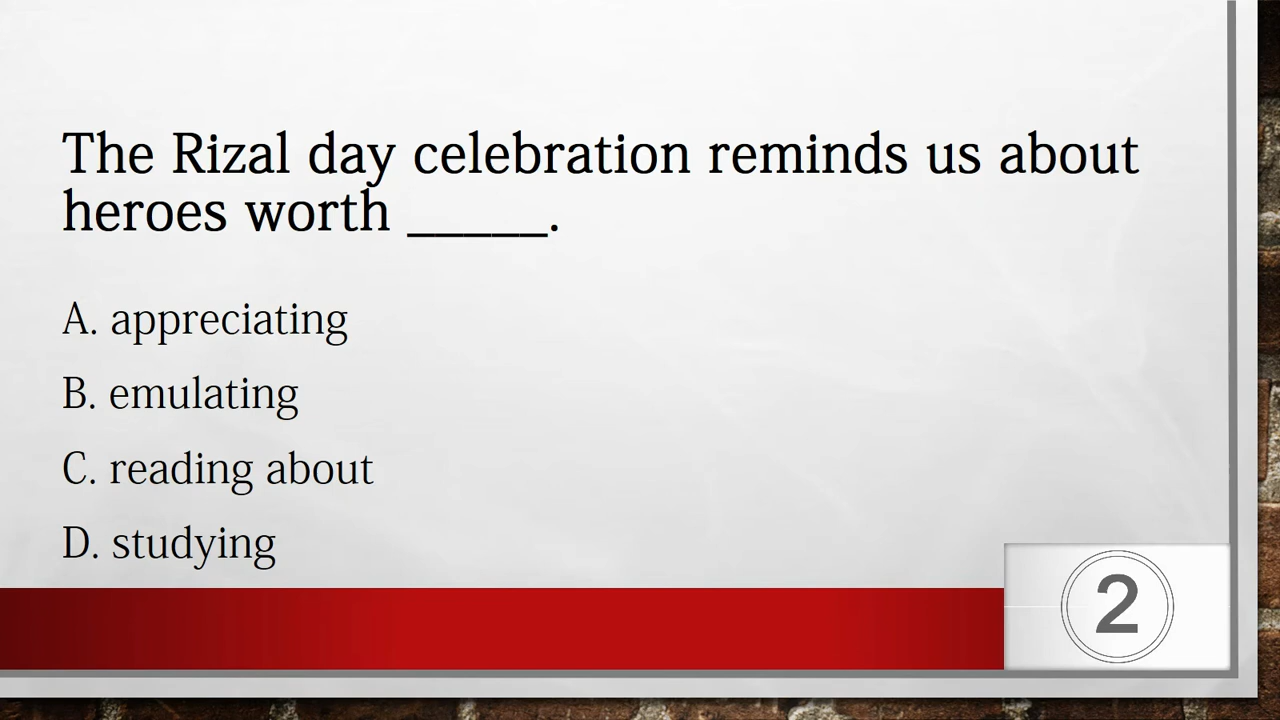 The Rizal day celebration reminds us about
heroes worth _____.
A. appreciating
B. emulating
C. reading about
D. studying
2